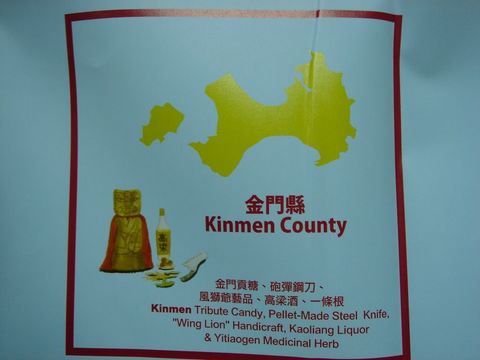 高粱
金門縣
Kinmen County
金門貢糖、砲彈鋼刀、
風獅爺藝品、高梁酒、一條根
Kinmen Tribute Candy, Pellet-Made Steel Knife,
"Wing Lion" Handicraft, Kaoliang Liquor
& Yitiaogen Medicinal Herb